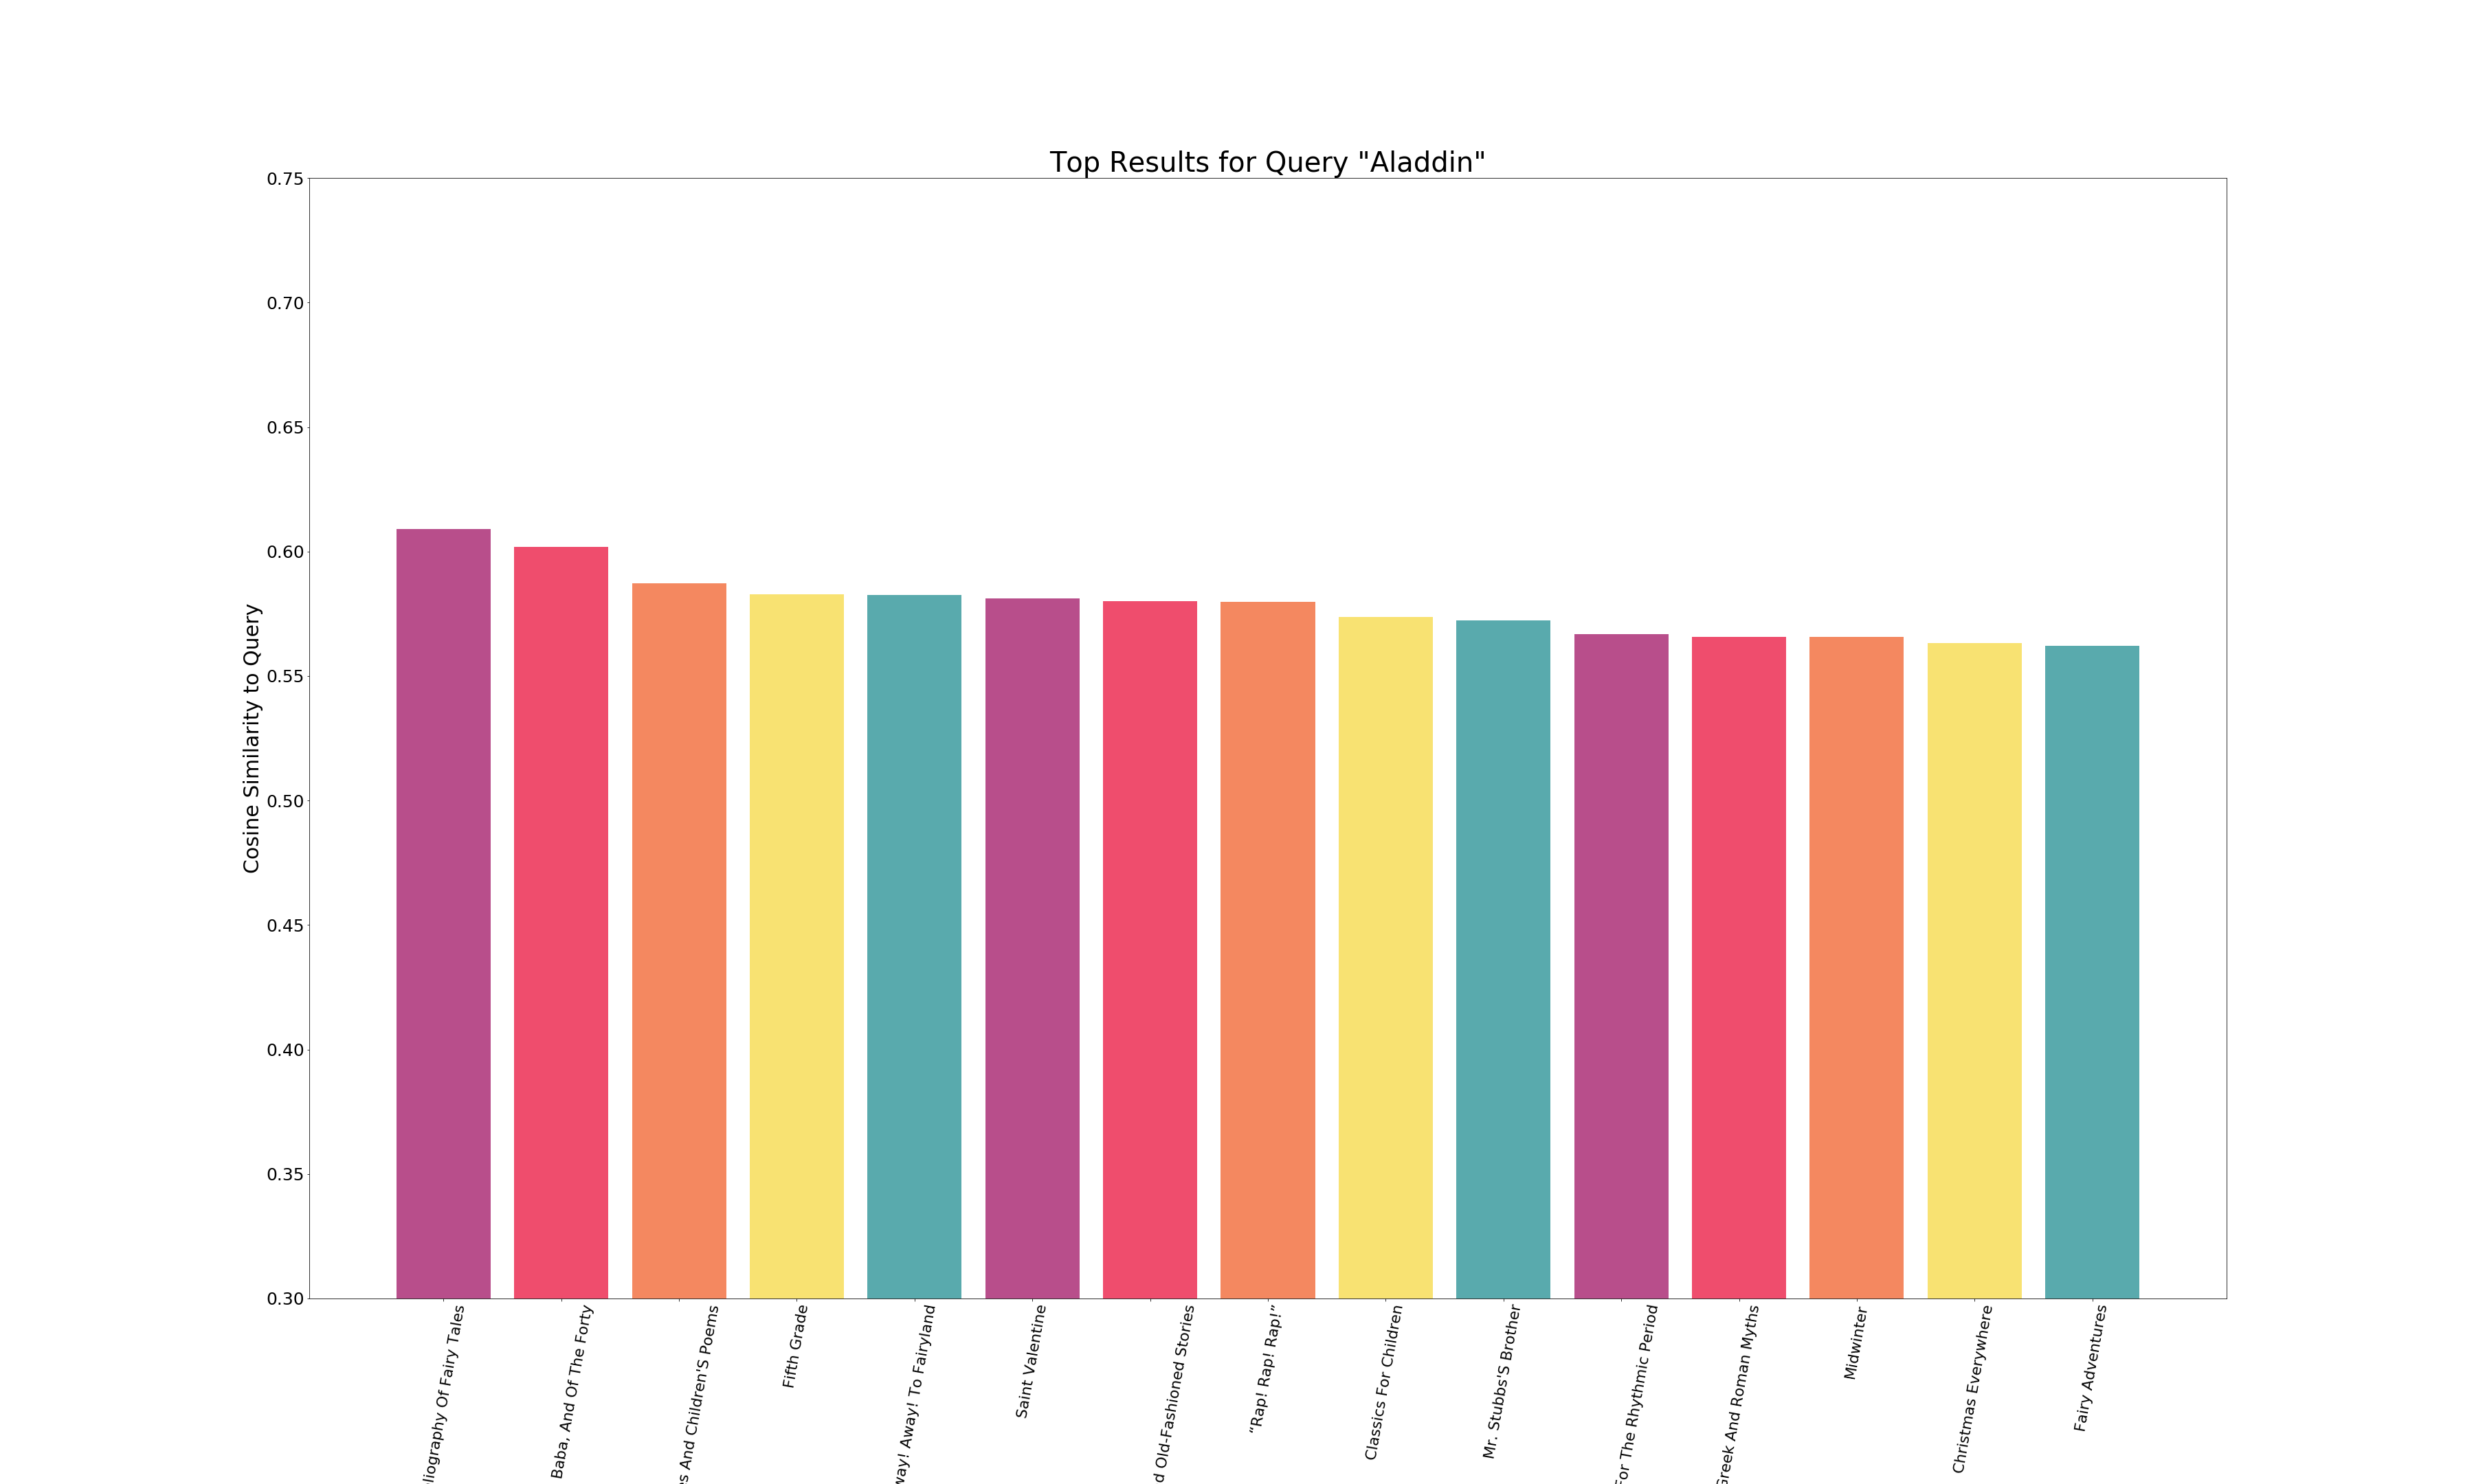 Top Results for Query "Aladdin"
Cosine Similarity to Query
0.75
0.70
0.65
0.60
0.55
0.50
0.45
0.40
0.35
0.30
Of Fairy Tales
Baba, And Of The Forty
And Children'S Poems
Fifth Grade
Away! To Fairyland
Saint Valentine
Old-Fashioned Stories
“Rap! Rap! Rap!”
Classics For Children
Mr. Stubbs'S Brother
For The Rhythmic Period
And Roman Myths
Midwinter
Christmas Everywhere
Fairy Adventures